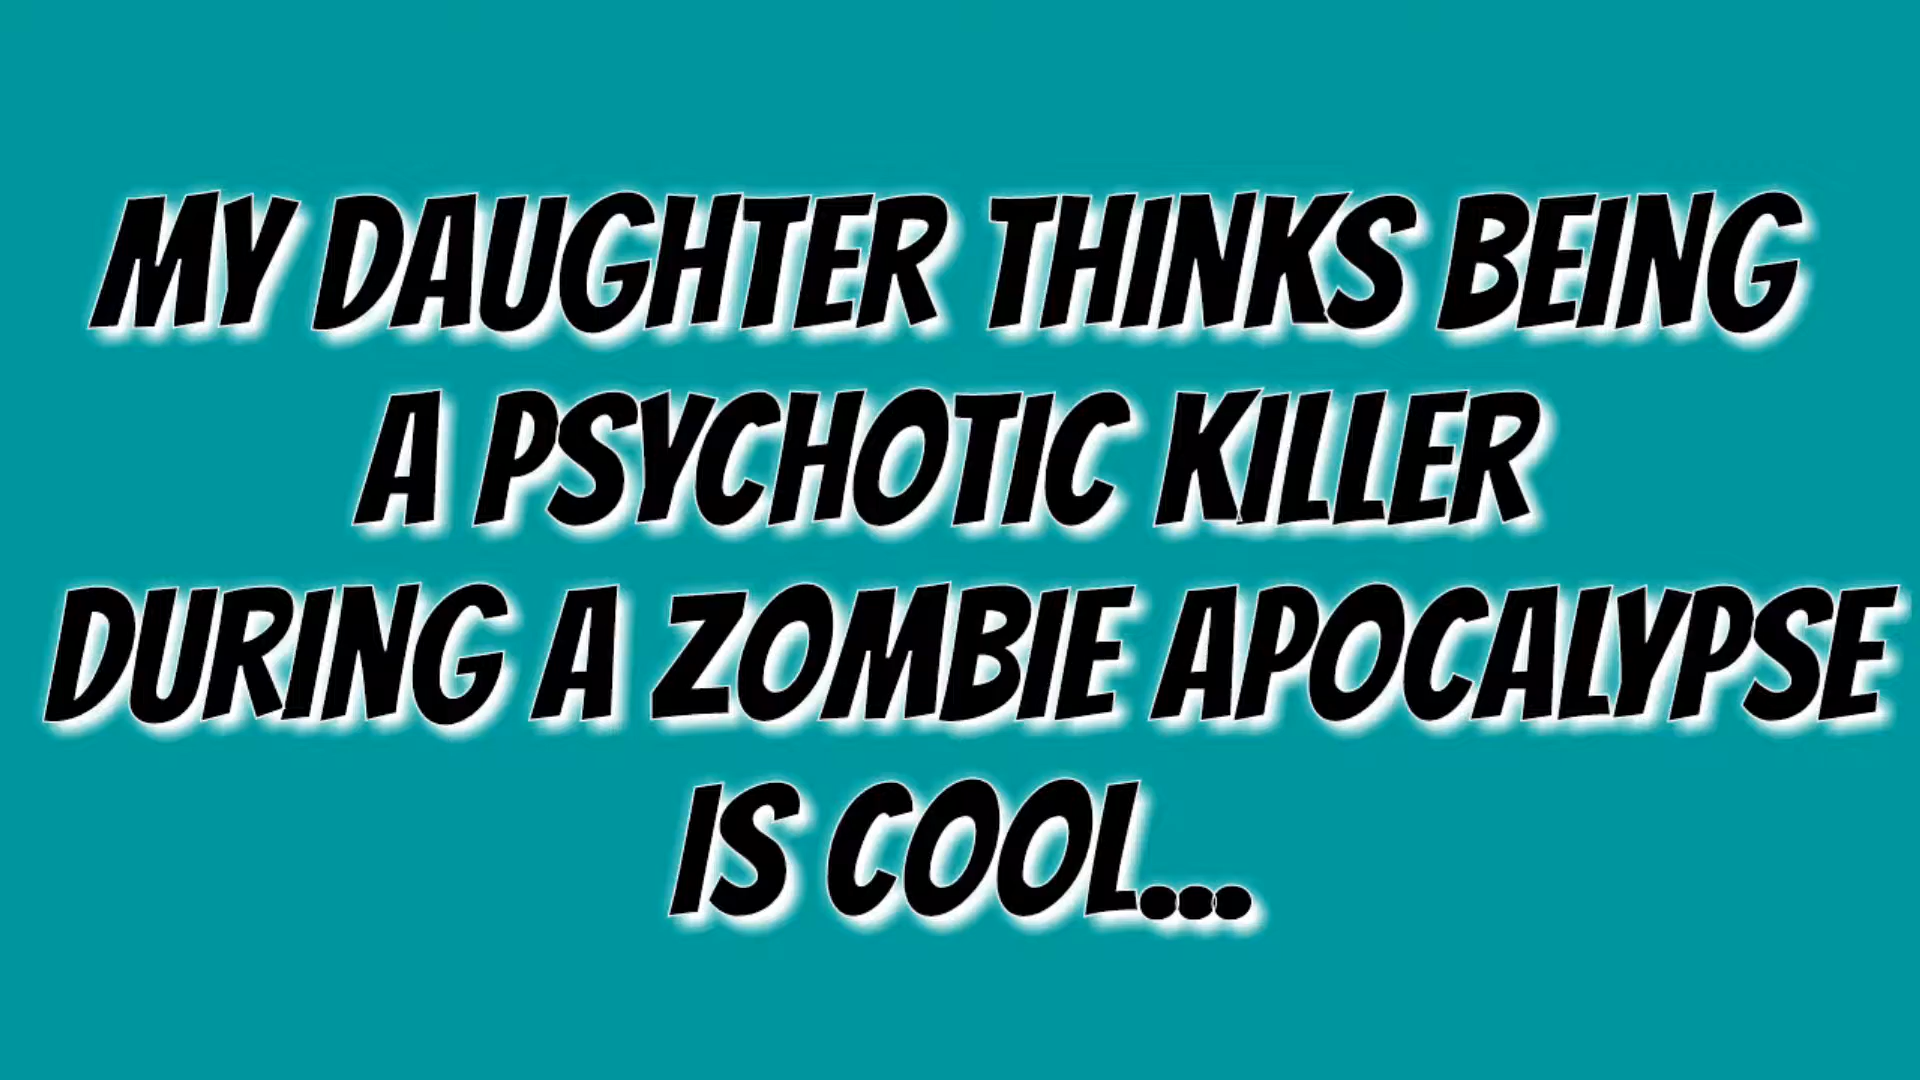 MY DAUGHTER THINKS BEING
A PSYCHOTIC KILLER
DURING A ZOMBIE APOCALYPSE
IS COOL...